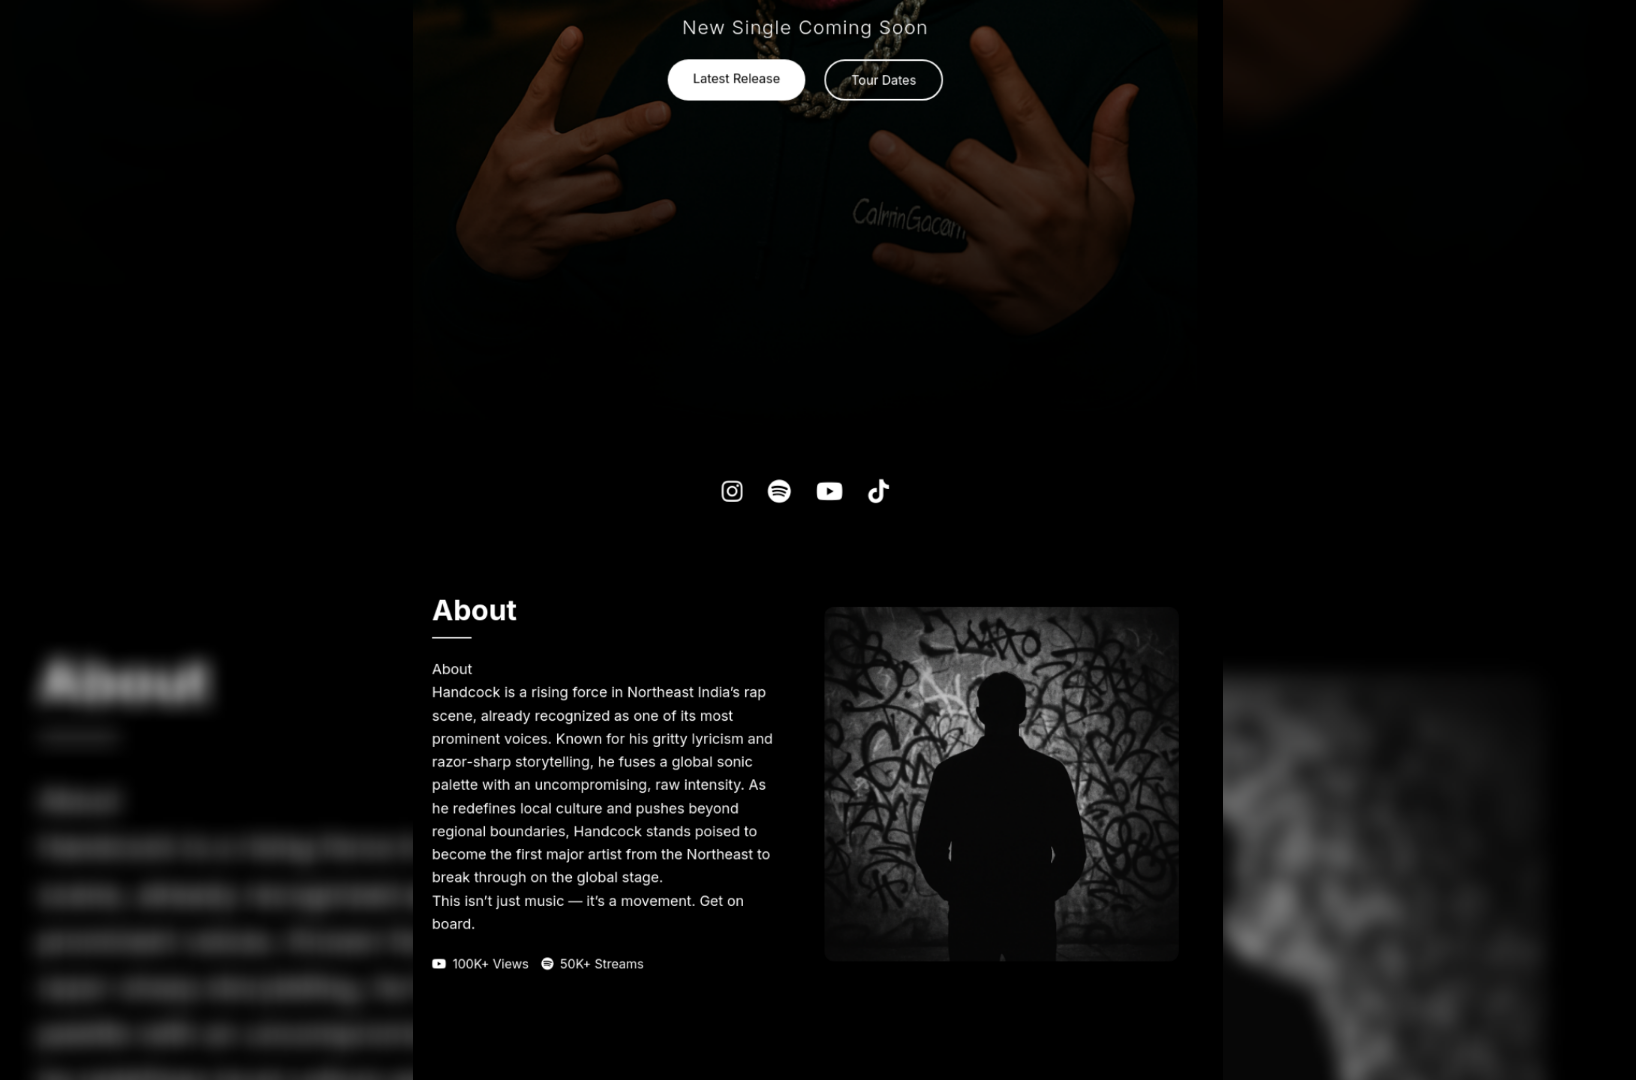 New Single Coming Soon
Latest Release
Tour Dates
About
About
Handcock is a rising force in Northeast India’s rap
scene, already recognized as one of its most
prominent voices. Known for his gritty lyricism and
razor-sharp storytelling, he fuses a global sonic
palette with an uncompromising, raw intensity. As
he redefines local culture and pushes beyond
regional boundaries, Handcock stands poised to
become the first major artist from the Northeast to
break through on the global stage.
This isn’t just music — it’s a movement. Get on
board.
100K+ Views 50K+ Streams